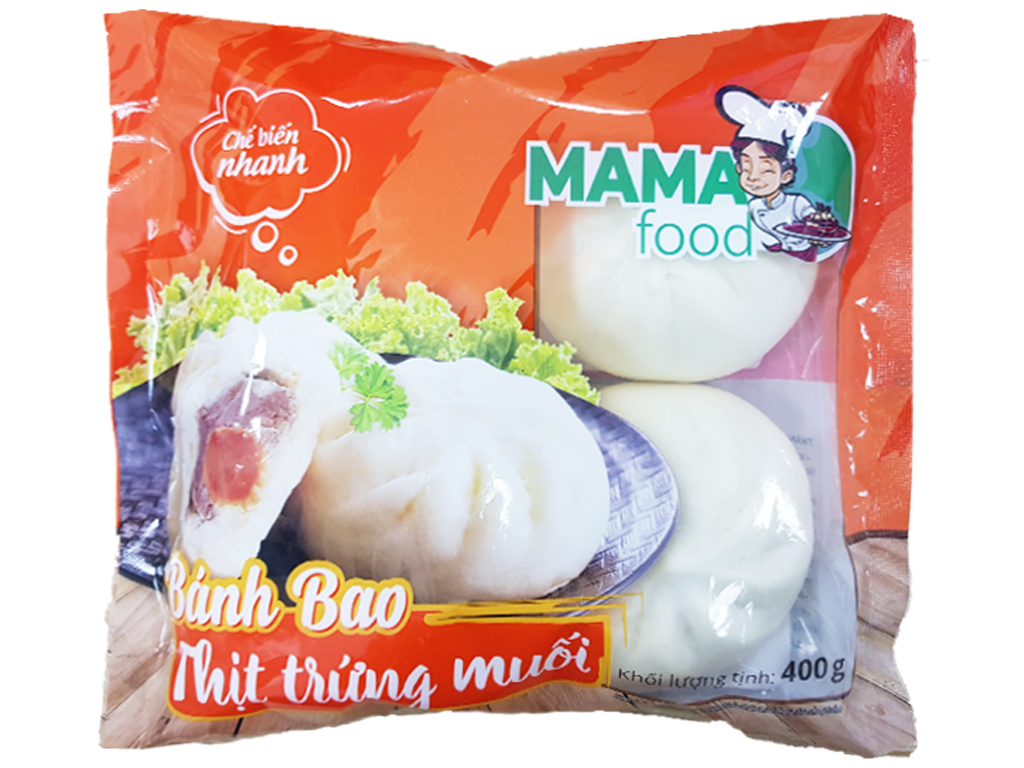 Chế biến
nhanh
MAMA
food
Bánh Bao
Thịt trứng muối
Khối lượng tịnh: 400g